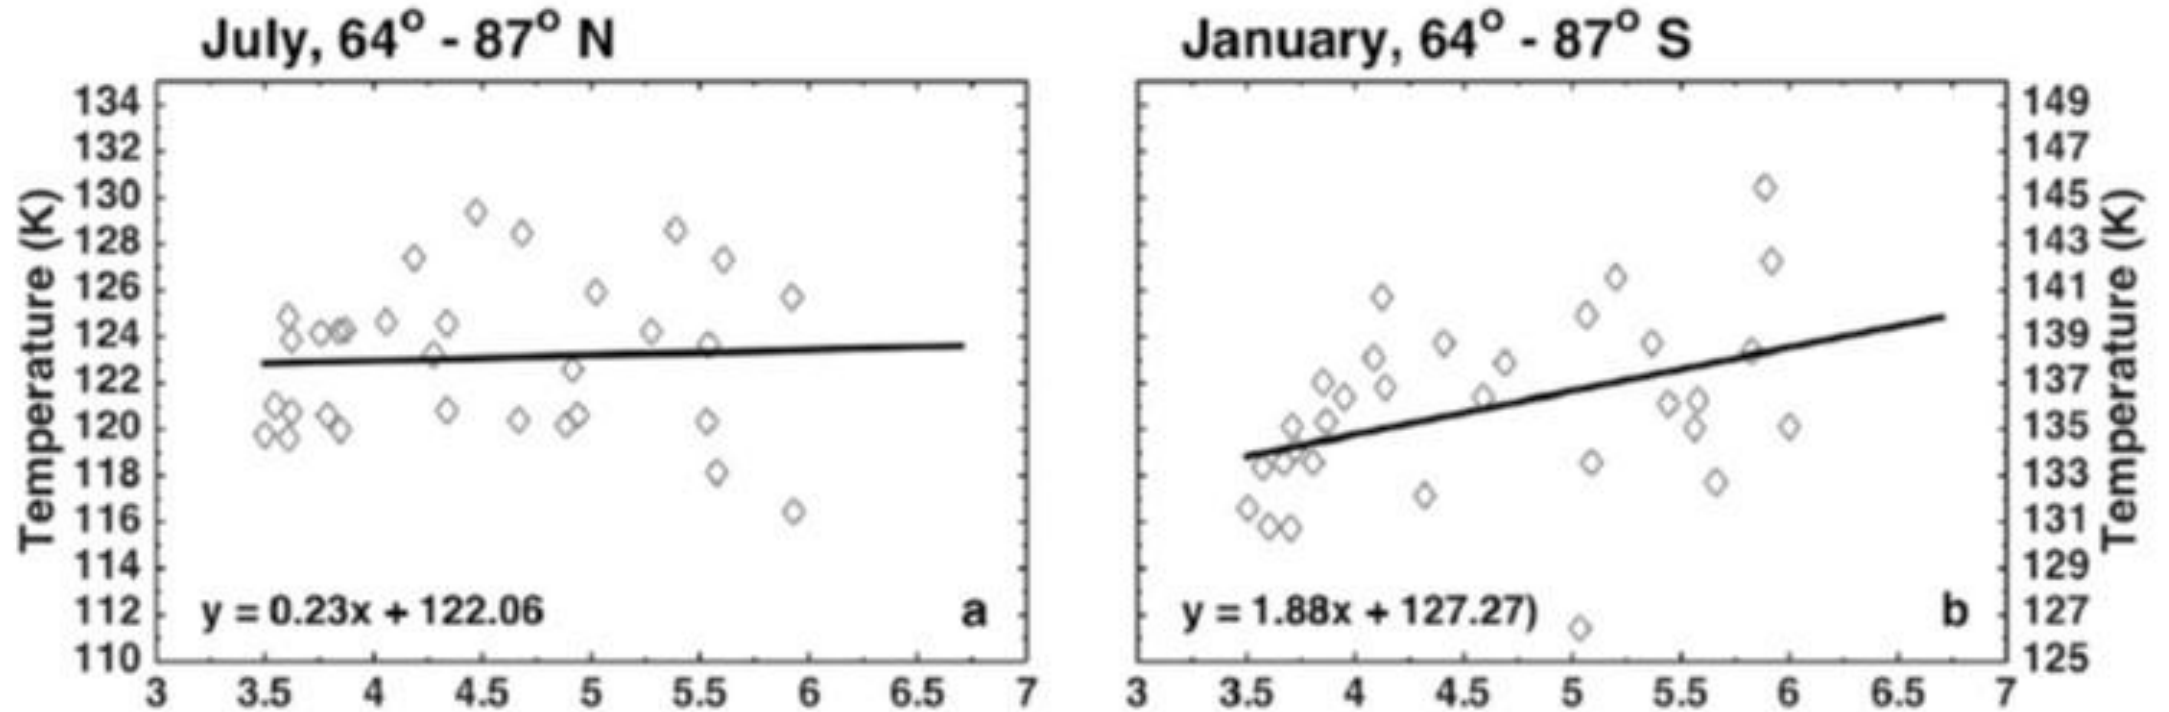 July, 64° - 87° N
January, 64° - 87° S
Temperature (K)
134
132
130
128
126
124
122
120
118
116
114
112
110
y = 0.23x + 122.06
a
3 3.5 4 4.5 5 5.5 6 6.5 7
y = 1.88x + 127.27)
b
3 3.5 4 4.5 5 5.5 6 6.5 7
149
147
145
143
141
139
137
135
133
131
129
127
125
Temperature (K)